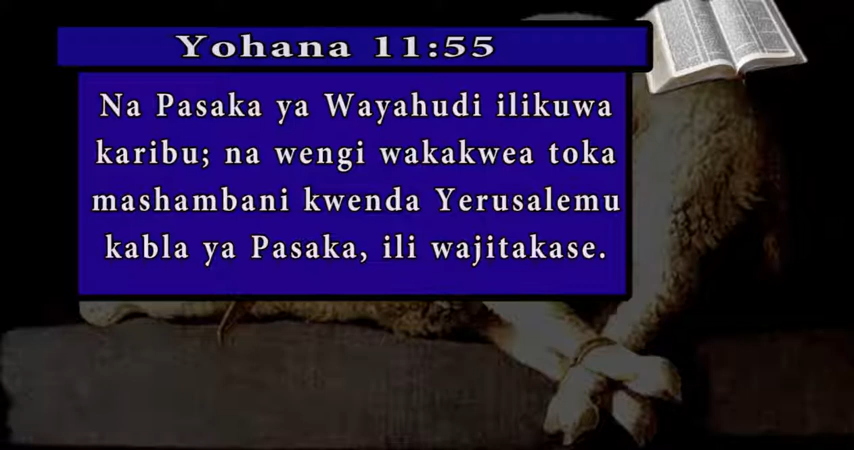 Yohana 11:55
Na Pasaka ya Wayahudi ilikuwa
karibu; na wengi wakakwea toka
mashambani kwenda Yerusalemu
kabla ya Pasaka, ili wajitakase.